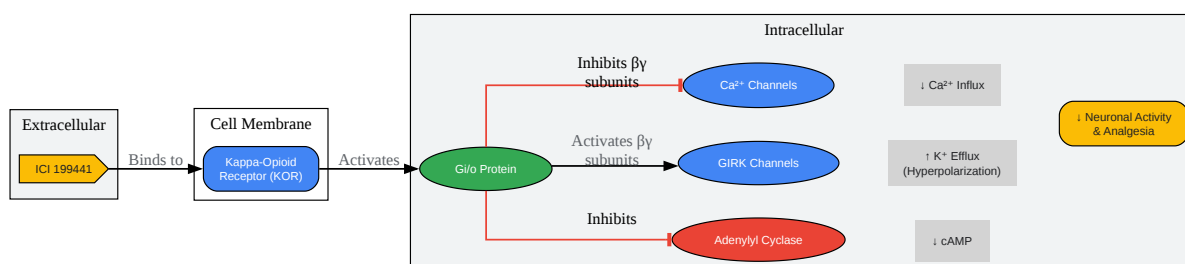 Intracellular
Extracellular
ICI 199441
Binds to
Cell Membrane
Kappa-Opioid
Receptor (KOR)
Activates
Gi/o Protein
Inhibits βγ
subunits
Ca²⁺ Channels
↓ Ca²⁺ Influx
Activates βγ
subunits
GIRK Channels
↑ K⁺ Efflux
(Hyperpolarization)
Inhibits
Adenylyl Cyclase
↓ cAMP
↓ Neuronal Activity
& Analgesia